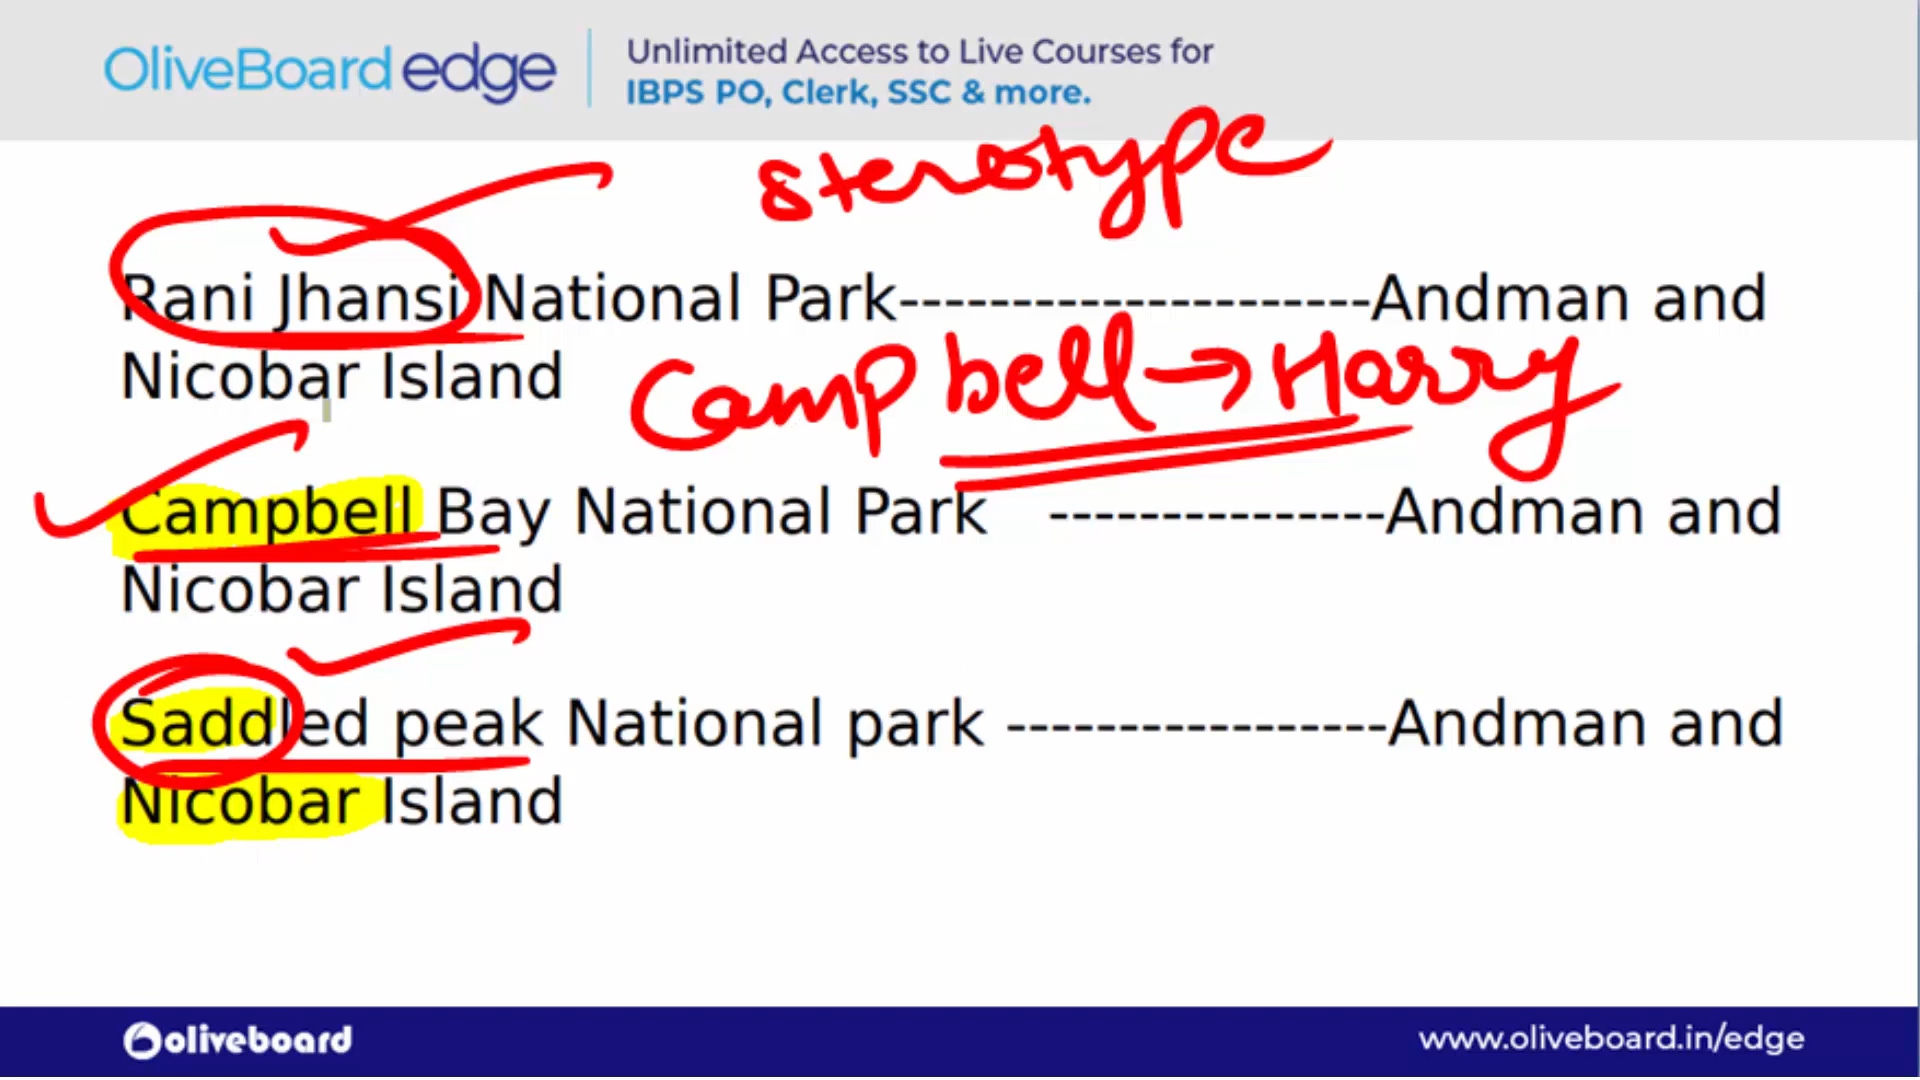 OliveBoard edge
Unlimited Access to Live Courses for
IBPS PO, Clerk, SSC & more.
sterotype
Rani Jhansi National Park---------------------Andman and
Nicobar Island
Campbell→Harry
Campbell Bay National Park ---------------Andman and
Nicobar Island
Saddled peak National park -----------------Andman and
Nicobar Island
oliveboard
www.oliveboard.in/edge